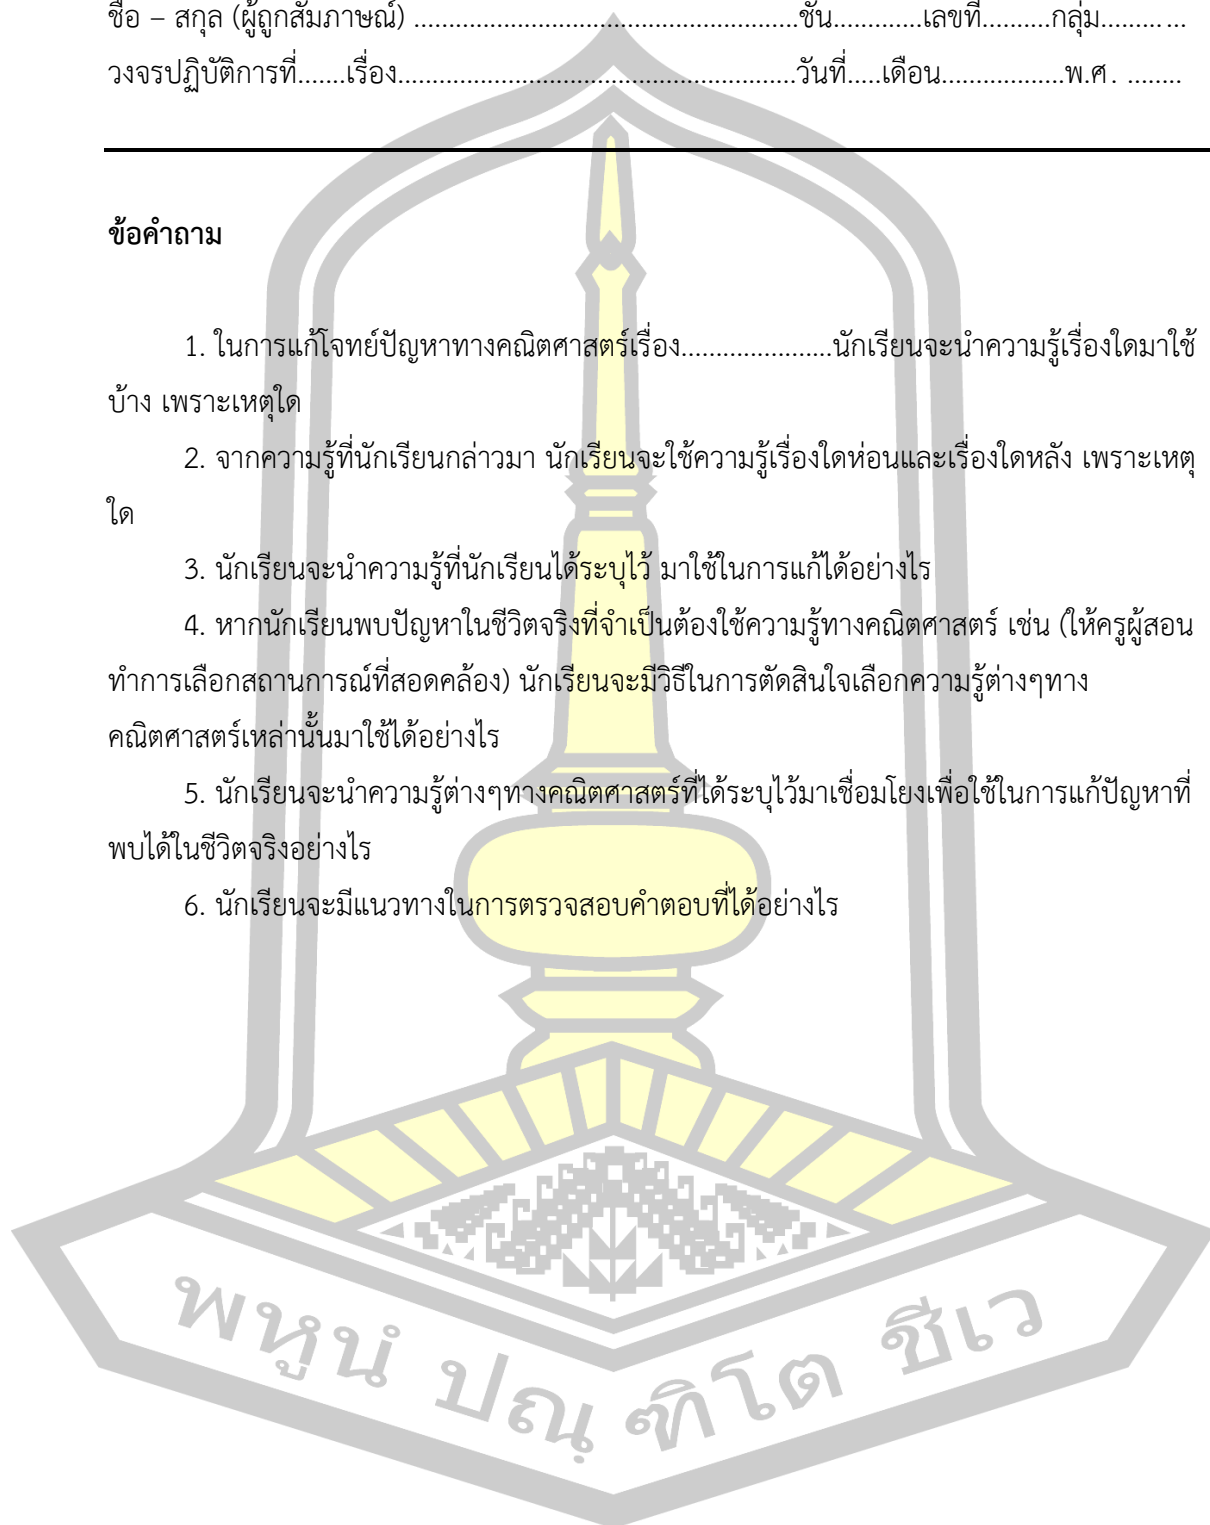 ชื่อ – สกุล (ผู้ถูกสัมภาษณ์) ........................................................ชั้น.............เลขที่..........กลุ่ม............
วงจรปฏิบัติการที่.......เรื่อง..........................................................วันที่.....เดือน..................พ.ศ. ........
ข้อคำถาม
1. ในการแก้โจทย์ปัญหาทางคณิตศาสตร์เรื่อง......................นักเรียนจะนำความรู้เรื่องใดมาใช้
บ้าง เพราะเหตุใด
2. จากความรู้ที่นักเรียนกล่าวมา นักเรียนจะใช้ความรู้เรื่องใดห่อนและเรื่องใดหลัง เพราะเหตุ
ใด
3. นักเรียนจะนำความรู้ที่นักเรียนได้ระบุไว้ มาใช้ในการแก้ได้อย่างไร
4. หากนักเรียนพบปัญหาในชีวิตจริงที่จำเป็นต้องใช้ความรู้ทางคณิตศาสตร์ เช่น (ให้ครูผู้สอน
ทำการเลือกสถานการณ์ที่สอดคล้อง) นักเรียนจะมีวิธีในการตัดสินใจเลือกความรู้ต่างๆทาง
คณิตศาสตร์เหล่านั้นมาใช้ได้อย่างไร
5. นักเรียนจะนำความรู้ต่างๆทางคณิตศาสตร์ที่ได้ระบุไว้มาเชื่อมโยงเพื่อใช้ในการแก้ปัญหาที่
พบได้ในชีวิตจริงอย่างไร
6. นักเรียนจะมีแนวทางในการตรวจสอบคำตอบที่ได้อย่างไร
พหูนํ ปณฺฑิโต ชีเว